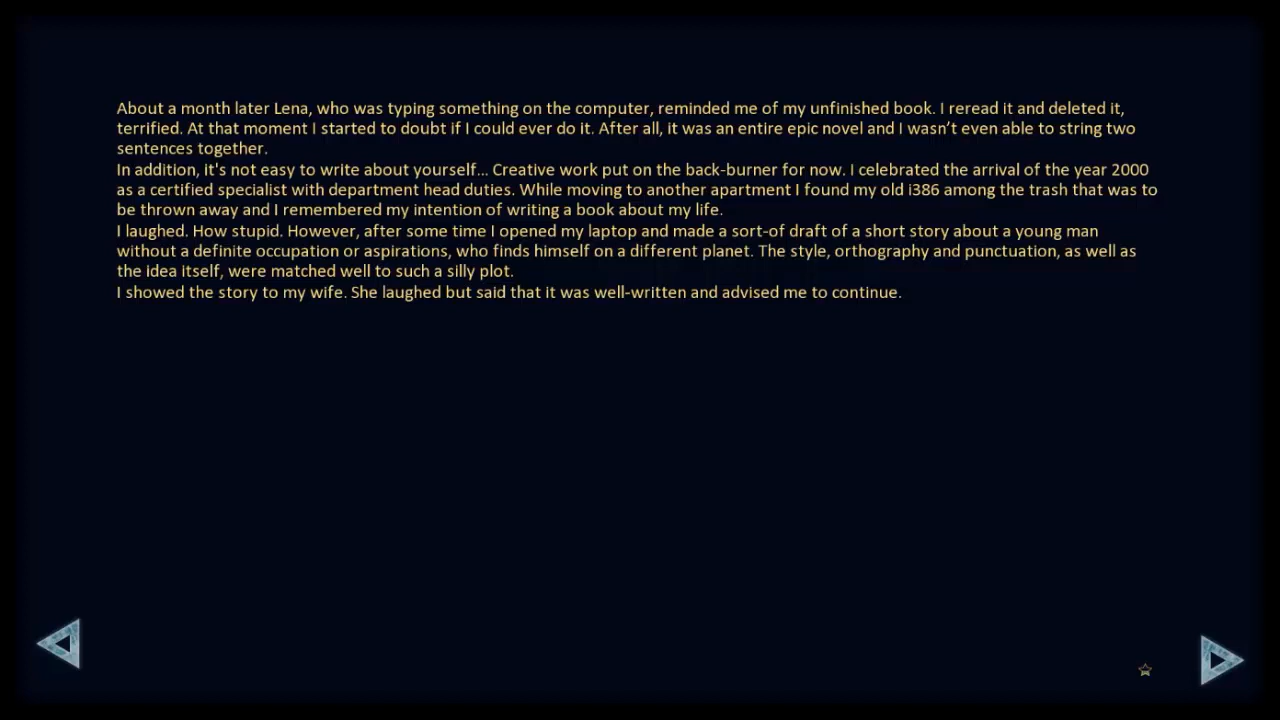 About a month later Lena, who was typing something on the computer, reminded me of my unfinished book. I reread it and deleted it,
terrified. At that moment I started to doubt if I could ever do it. After all, it was an entire epic novel and I wasn’t even able to string two
sentences together.
In addition, it's not easy to write about yourself... Creative work put on the back-burner for now. I celebrated the arrival of the year 2000
as a certified specialist with department head duties. While moving to another apartment I found my old i386 among the trash that was to
be thrown away and I remembered my intention of writing a book about my life.
I laughed. How stupid. However, after some time I opened my laptop and made a sort-of draft of a short story about a young man
without a definite occupation or aspirations, who finds himself on a different planet. The style, orthography and punctuation, as well as
the idea itself, were matched well to such a silly plot.
I showed the story to my wife. She laughed but said that it was well-written and advised me to continue.